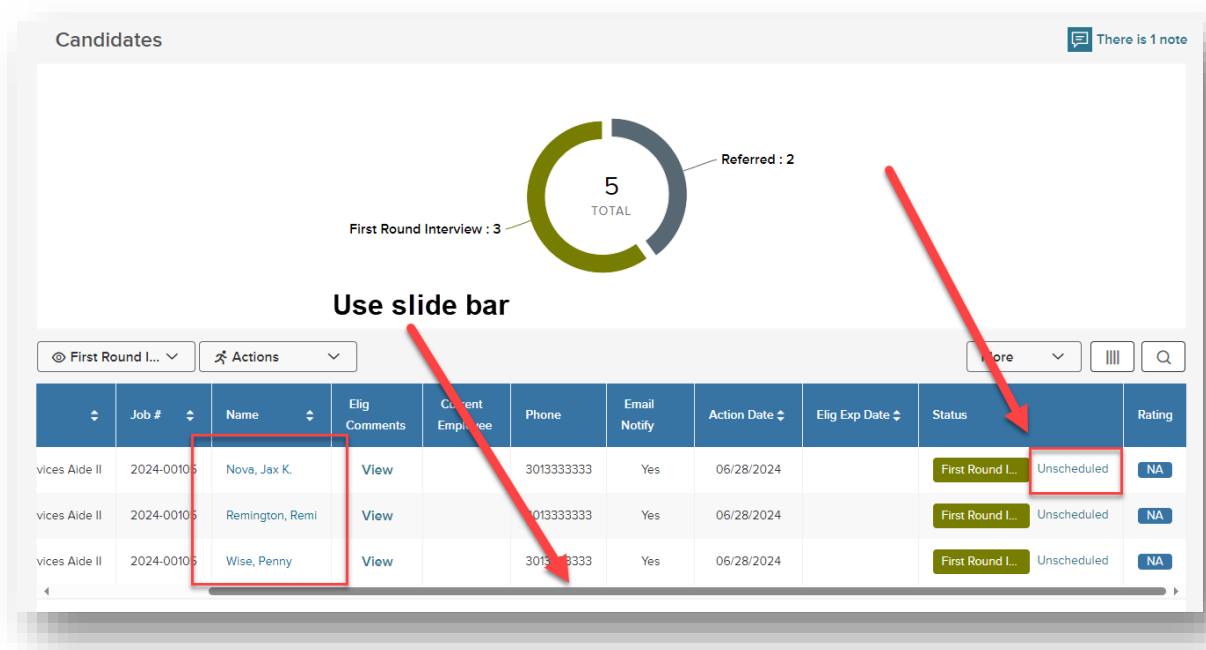 Candidates
There is 1 note
Referred : 2
5
TOTAL
First Round Interview : 3
Use slide bar
First Round I... Actions More
Job # Name Elig Comments Current Employee Phone Email Notify Action Date Elig Exp Date Status Rating
vices Aide II 2024-00105 Nova, Jax K. View 3013333333 Yes 06/28/2024 First Round I... Unscheduled NA
vices Aide II 2024-00105 Remington, Remi View 3013333333 Yes 06/28/2024 First Round I... Unscheduled NA
vices Aide II 2024-00105 Wise, Penny View Yes 06/28/2024 First Round I... Unscheduled NA